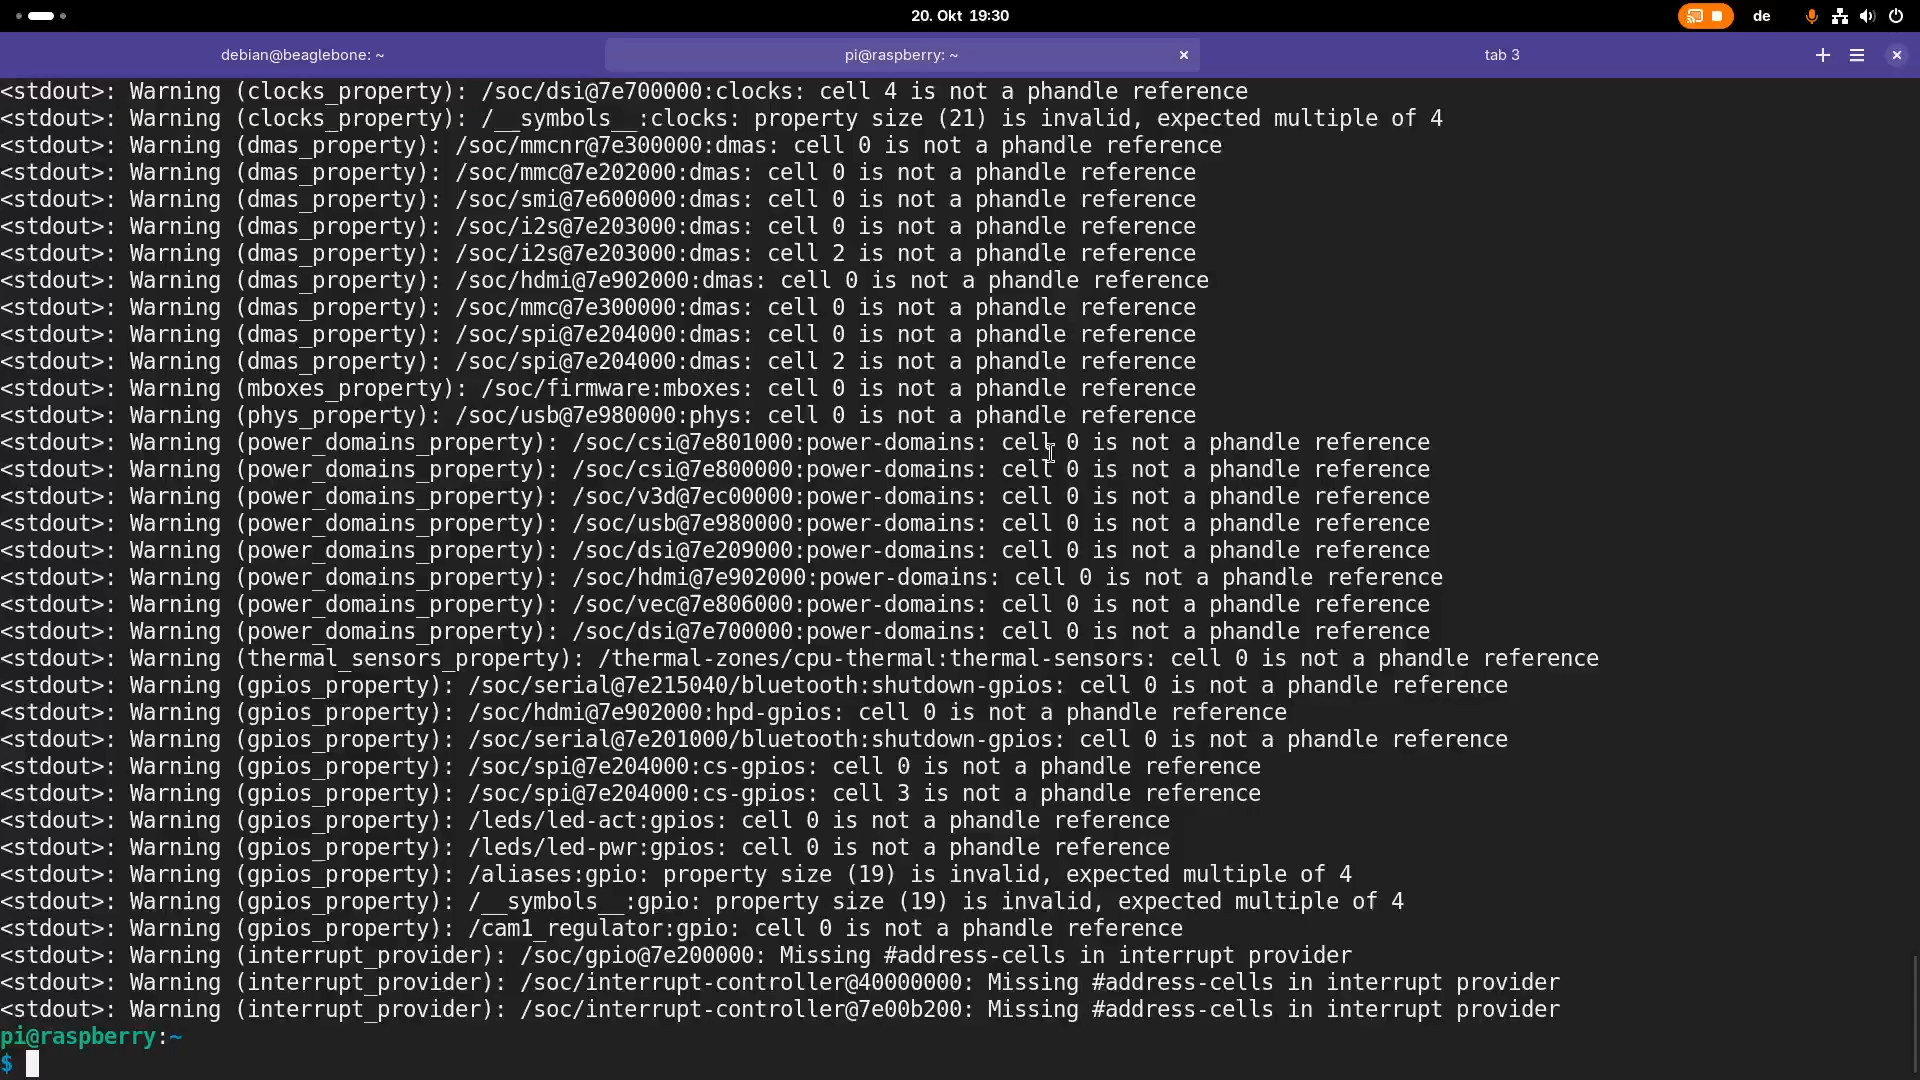 20. Okt 19:30
de
debian@beaglebone: ~
pi@raspberry: ~
tab 3
<stdout>: Warning (clocks_property): /soc/dsi@7e700000:clocks: cell 4 is not a phandle reference
<stdout>: Warning (clocks_property): /__symbols__:clocks: property size (21) is invalid, expected multiple of 4
<stdout>: Warning (dmas_property): /soc/mmcnr@7e300000:dmas: cell 0 is not a phandle reference
<stdout>: Warning (dmas_property): /soc/mmc@7e202000:dmas: cell 0 is not a phandle reference
<stdout>: Warning (dmas_property): /soc/smi@7e600000:dmas: cell 0 is not a phandle reference
<stdout>: Warning (dmas_property): /soc/i2s@7e203000:dmas: cell 0 is not a phandle reference
<stdout>: Warning (dmas_property): /soc/i2s@7e203000:dmas: cell 2 is not a phandle reference
<stdout>: Warning (dmas_property): /soc/hdmi@7e902000:dmas: cell 0 is not a phandle reference
<stdout>: Warning (dmas_property): /soc/mmc@7e300000:dmas: cell 0 is not a phandle reference
<stdout>: Warning (dmas_property): /soc/spi@7e204000:dmas: cell 0 is not a phandle reference
<stdout>: Warning (dmas_property): /soc/spi@7e204000:dmas: cell 2 is not a phandle reference
<stdout>: Warning (mboxes_property): /soc/firmware:mboxes: cell 0 is not a phandle reference
<stdout>: Warning (phys_property): /soc/usb@7e980000:phys: cell 0 is not a phandle reference
<stdout>: Warning (power_domains_property): /soc/csi@7e801000:power-domains: cell 0 is not a phandle reference
<stdout>: Warning (power_domains_property): /soc/csi@7e800000:power-domains: cell 0 is not a phandle reference
<stdout>: Warning (power_domains_property): /soc/v3d@7ec00000:power-domains: cell 0 is not a phandle reference
<stdout>: Warning (power_domains_property): /soc/usb@7e980000:power-domains: cell 0 is not a phandle reference
<stdout>: Warning (power_domains_property): /soc/dsi@7e209000:power-domains: cell 0 is not a phandle reference
<stdout>: Warning (power_domains_property): /soc/hdmi@7e902000:power-domains: cell 0 is not a phandle reference
<stdout>: Warning (power_domains_property): /soc/vec@7e806000:power-domains: cell 0 is not a phandle reference
<stdout>: Warning (power_domains_property): /soc/dsi@7e700000:power-domains: cell 0 is not a phandle reference
<stdout>: Warning (thermal_sensors_property): /thermal-zones/cpu-thermal:thermal-sensors: cell 0 is not a phandle reference
<stdout>: Warning (gpios_property): /soc/serial@7e215040/bluetooth:shutdown-gpios: cell 0 is not a phandle reference
<stdout>: Warning (gpios_property): /soc/hdmi@7e902000:hpd-gpios: cell 0 is not a phandle reference
<stdout>: Warning (gpios_property): /soc/serial@7e201000/bluetooth:shutdown-gpios: cell 0 is not a phandle reference
<stdout>: Warning (gpios_property): /soc/spi@7e204000:cs-gpios: cell 0 is not a phandle reference
<stdout>: Warning (gpios_property): /soc/spi@7e204000:cs-gpios: cell 3 is not a phandle reference
<stdout>: Warning (gpios_property): /leds/led-act:gpios: cell 0 is not a phandle reference
<stdout>: Warning (gpios_property): /leds/led-pwr:gpios: cell 0 is not a phandle reference
<stdout>: Warning (gpios_property): /aliases:gpio: property size (19) is invalid, expected multiple of 4
<stdout>: Warning (gpios_property): /__symbols__:gpio: property size (19) is invalid, expected multiple of 4
<stdout>: Warning (gpios_property): /cam1_regulator:gpio: cell 0 is not a phandle reference
<stdout>: Warning (interrupt_provider): /soc/gpio@7e200000: Missing #address-cells in interrupt provider
<stdout>: Warning (interrupt_provider): /soc/interrupt-controller@40000000: Missing #address-cells in interrupt provider
<stdout>: Warning (interrupt_provider): /soc/interrupt-controller@7e00b200: Missing #address-cells in interrupt provider
pi@raspberry:~
$